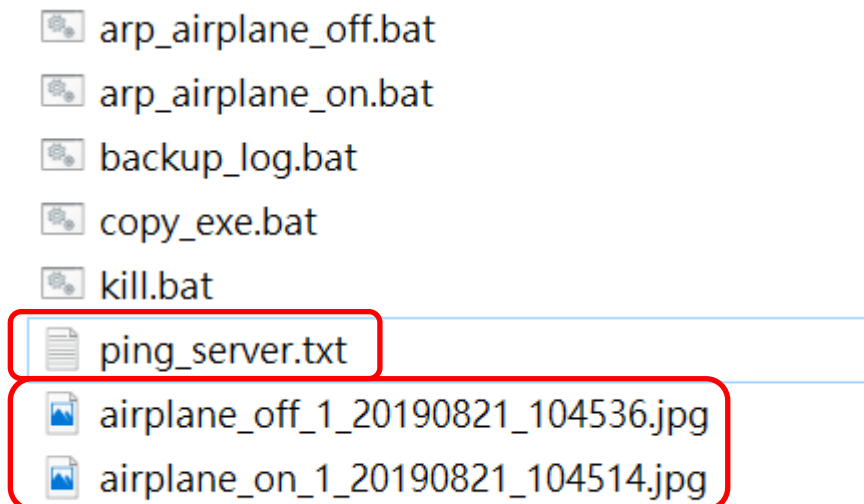 arp_airplane_off.bat
arp_airplane_on.bat
backup_log.bat
copy_exe.bat
kill.bat
ping_server.txt
airplane_off_1_20190821_104536.jpg
airplane_on_1_20190821_104514.jpg